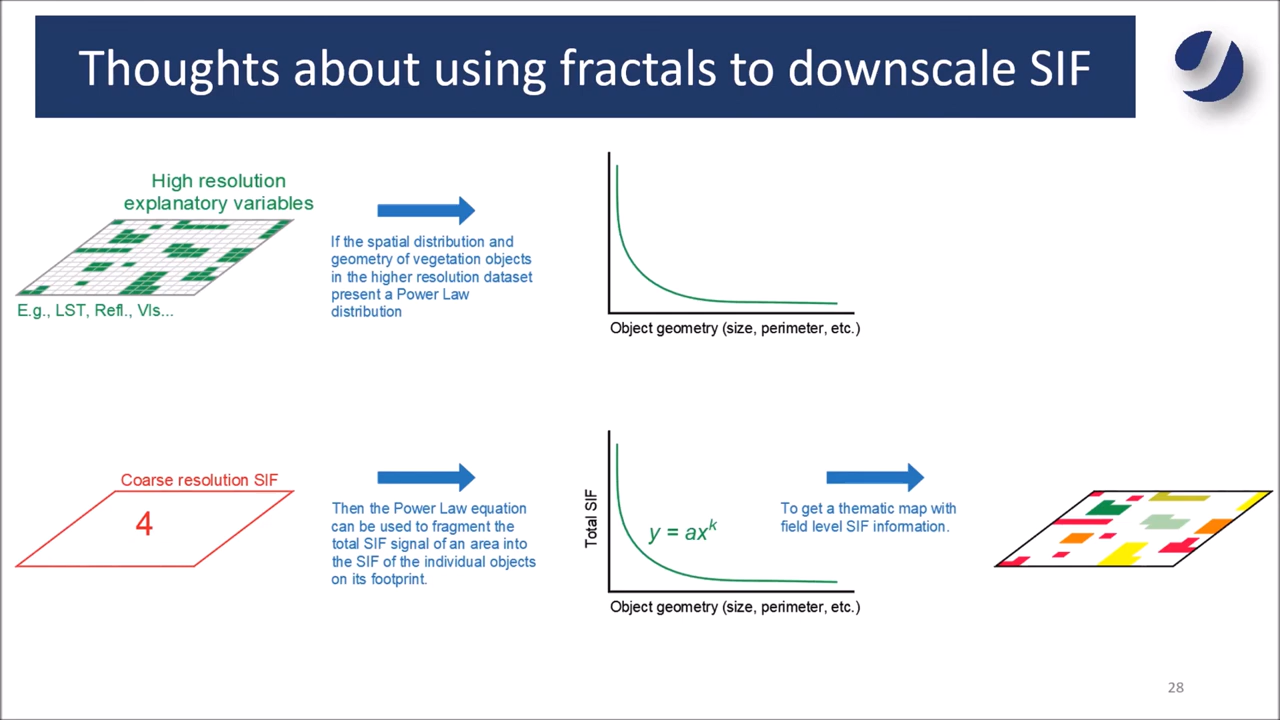 Thoughts about using fractals to downscale SIF
High resolution
explanatory variables
E.g., LST, Refl., VIs...
If the spatial distribution and
geometry of vegetation objects
in the higher resolution dataset
present a Power Law
distribution
Object geometry (size, perimeter, etc.)
Coarse resolution SIF
4
Then the Power Law equation
can be used to fragment the
total SIF signal of an area into
the SIF of the individual objects
on its footprint.
Total SIF
y = axᵏ
Object geometry (size, perimeter, etc.)
To get a thematic map with
field level SIF information.
28